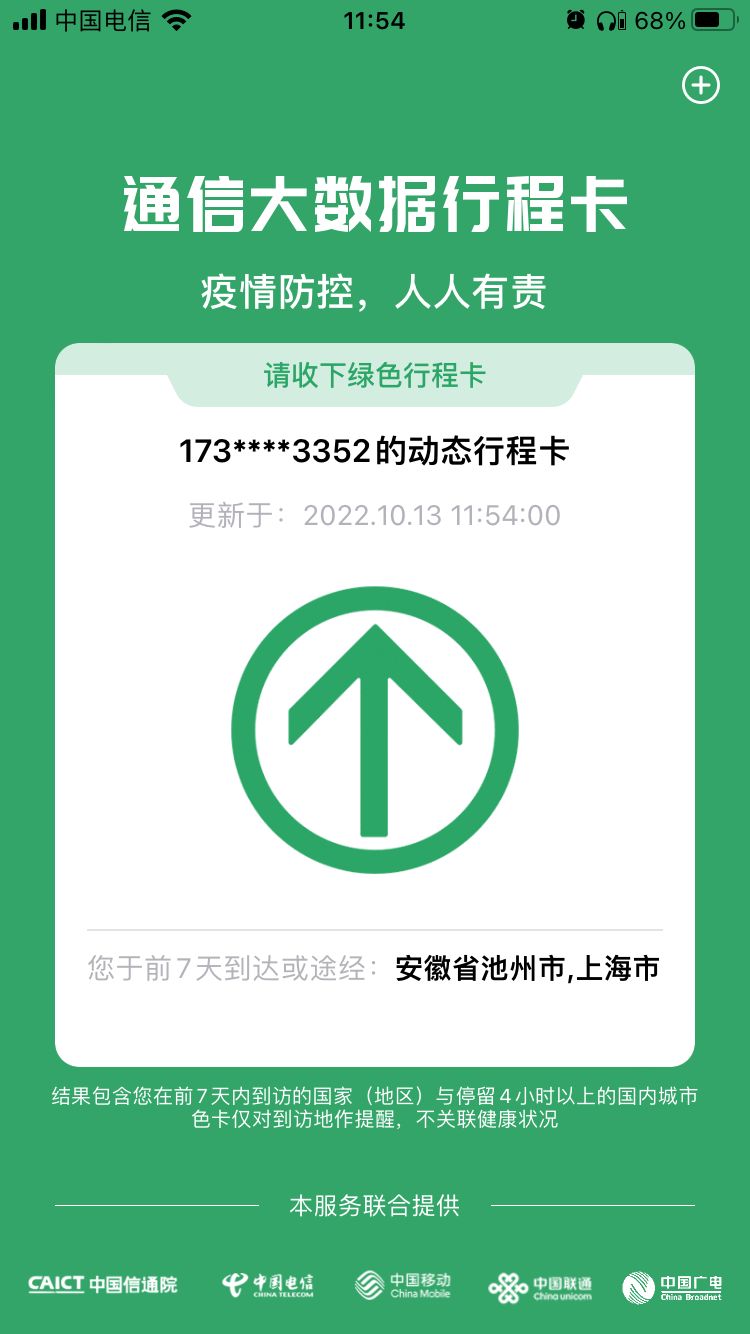 中国电信
11:54
68%
通信大数据行程卡
疫情防控，人人有责
请收下绿色行程卡
173****3352的动态行程卡
更新于：2022.10.13 11:54:00
您于前7天到达或途经：安徽省池州市,上海市
结果包含您在前7天内到访的国家（地区）与停留4小时以上的国内城市
色卡仅对到访地作提醒，不关联健康状况
本服务联合提供
CAICT 中国信通院
中国电信
CHINA TELECOM
中国移动
China Mobile
中国联通
China unicom
中国广电
China Broadnet